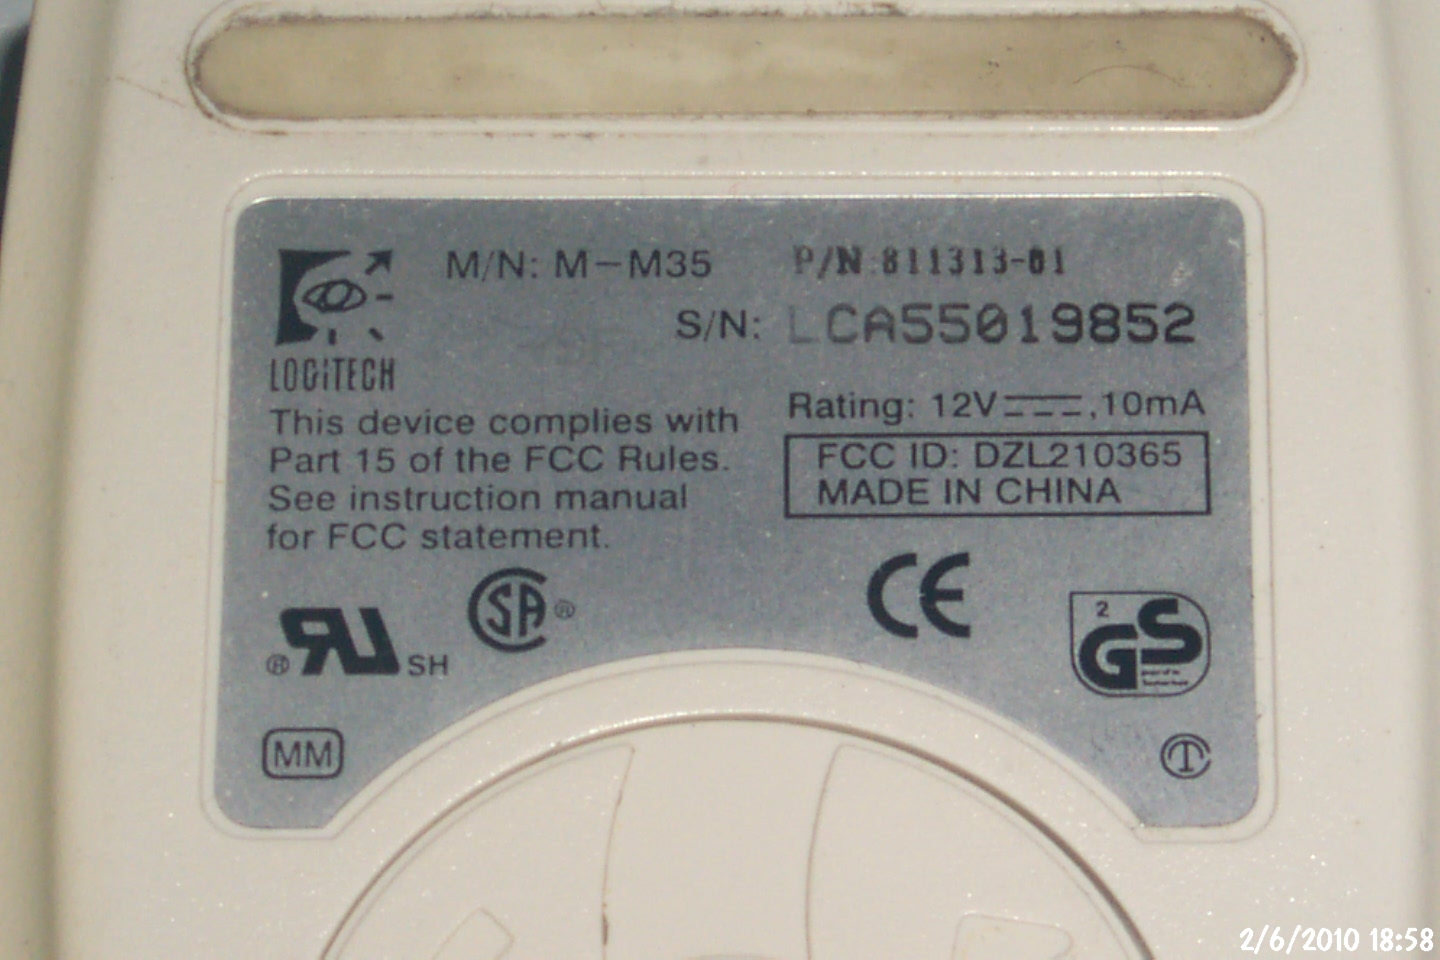 M/N: M-M35 P/N 811313-01
S/N: LCA55019852
LOGITECH
This device complies with
Part 15 of the FCC Rules.
See instruction manual
for FCC statement.
Rating: 12V⎓,10mA
FCC ID: DZL210365
MADE IN CHINA
® RU SH
SA ®
CE
2 GS
MM
T
2/6/2010 18:58